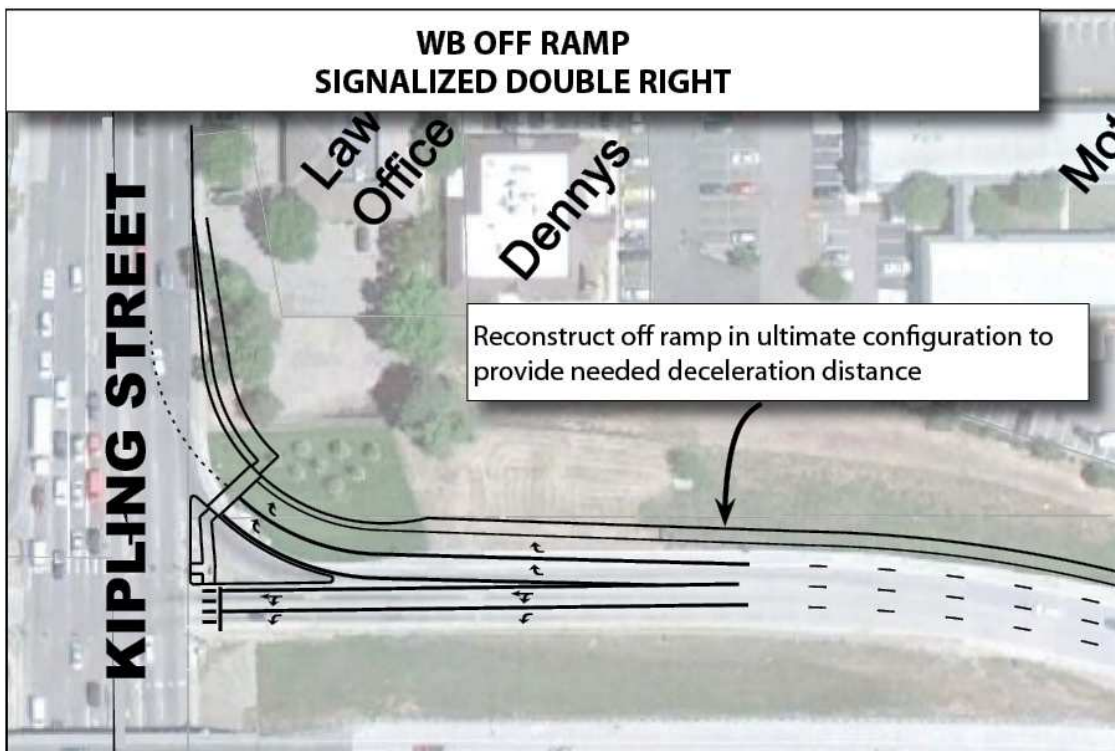 WB OFF RAMP
SIGNALIZED DOUBLE RIGHT
Law
Office
Dennys
Mot
KIPLING STREET
Reconstruct off ramp in ultimate configuration to
provide needed deceleration distance